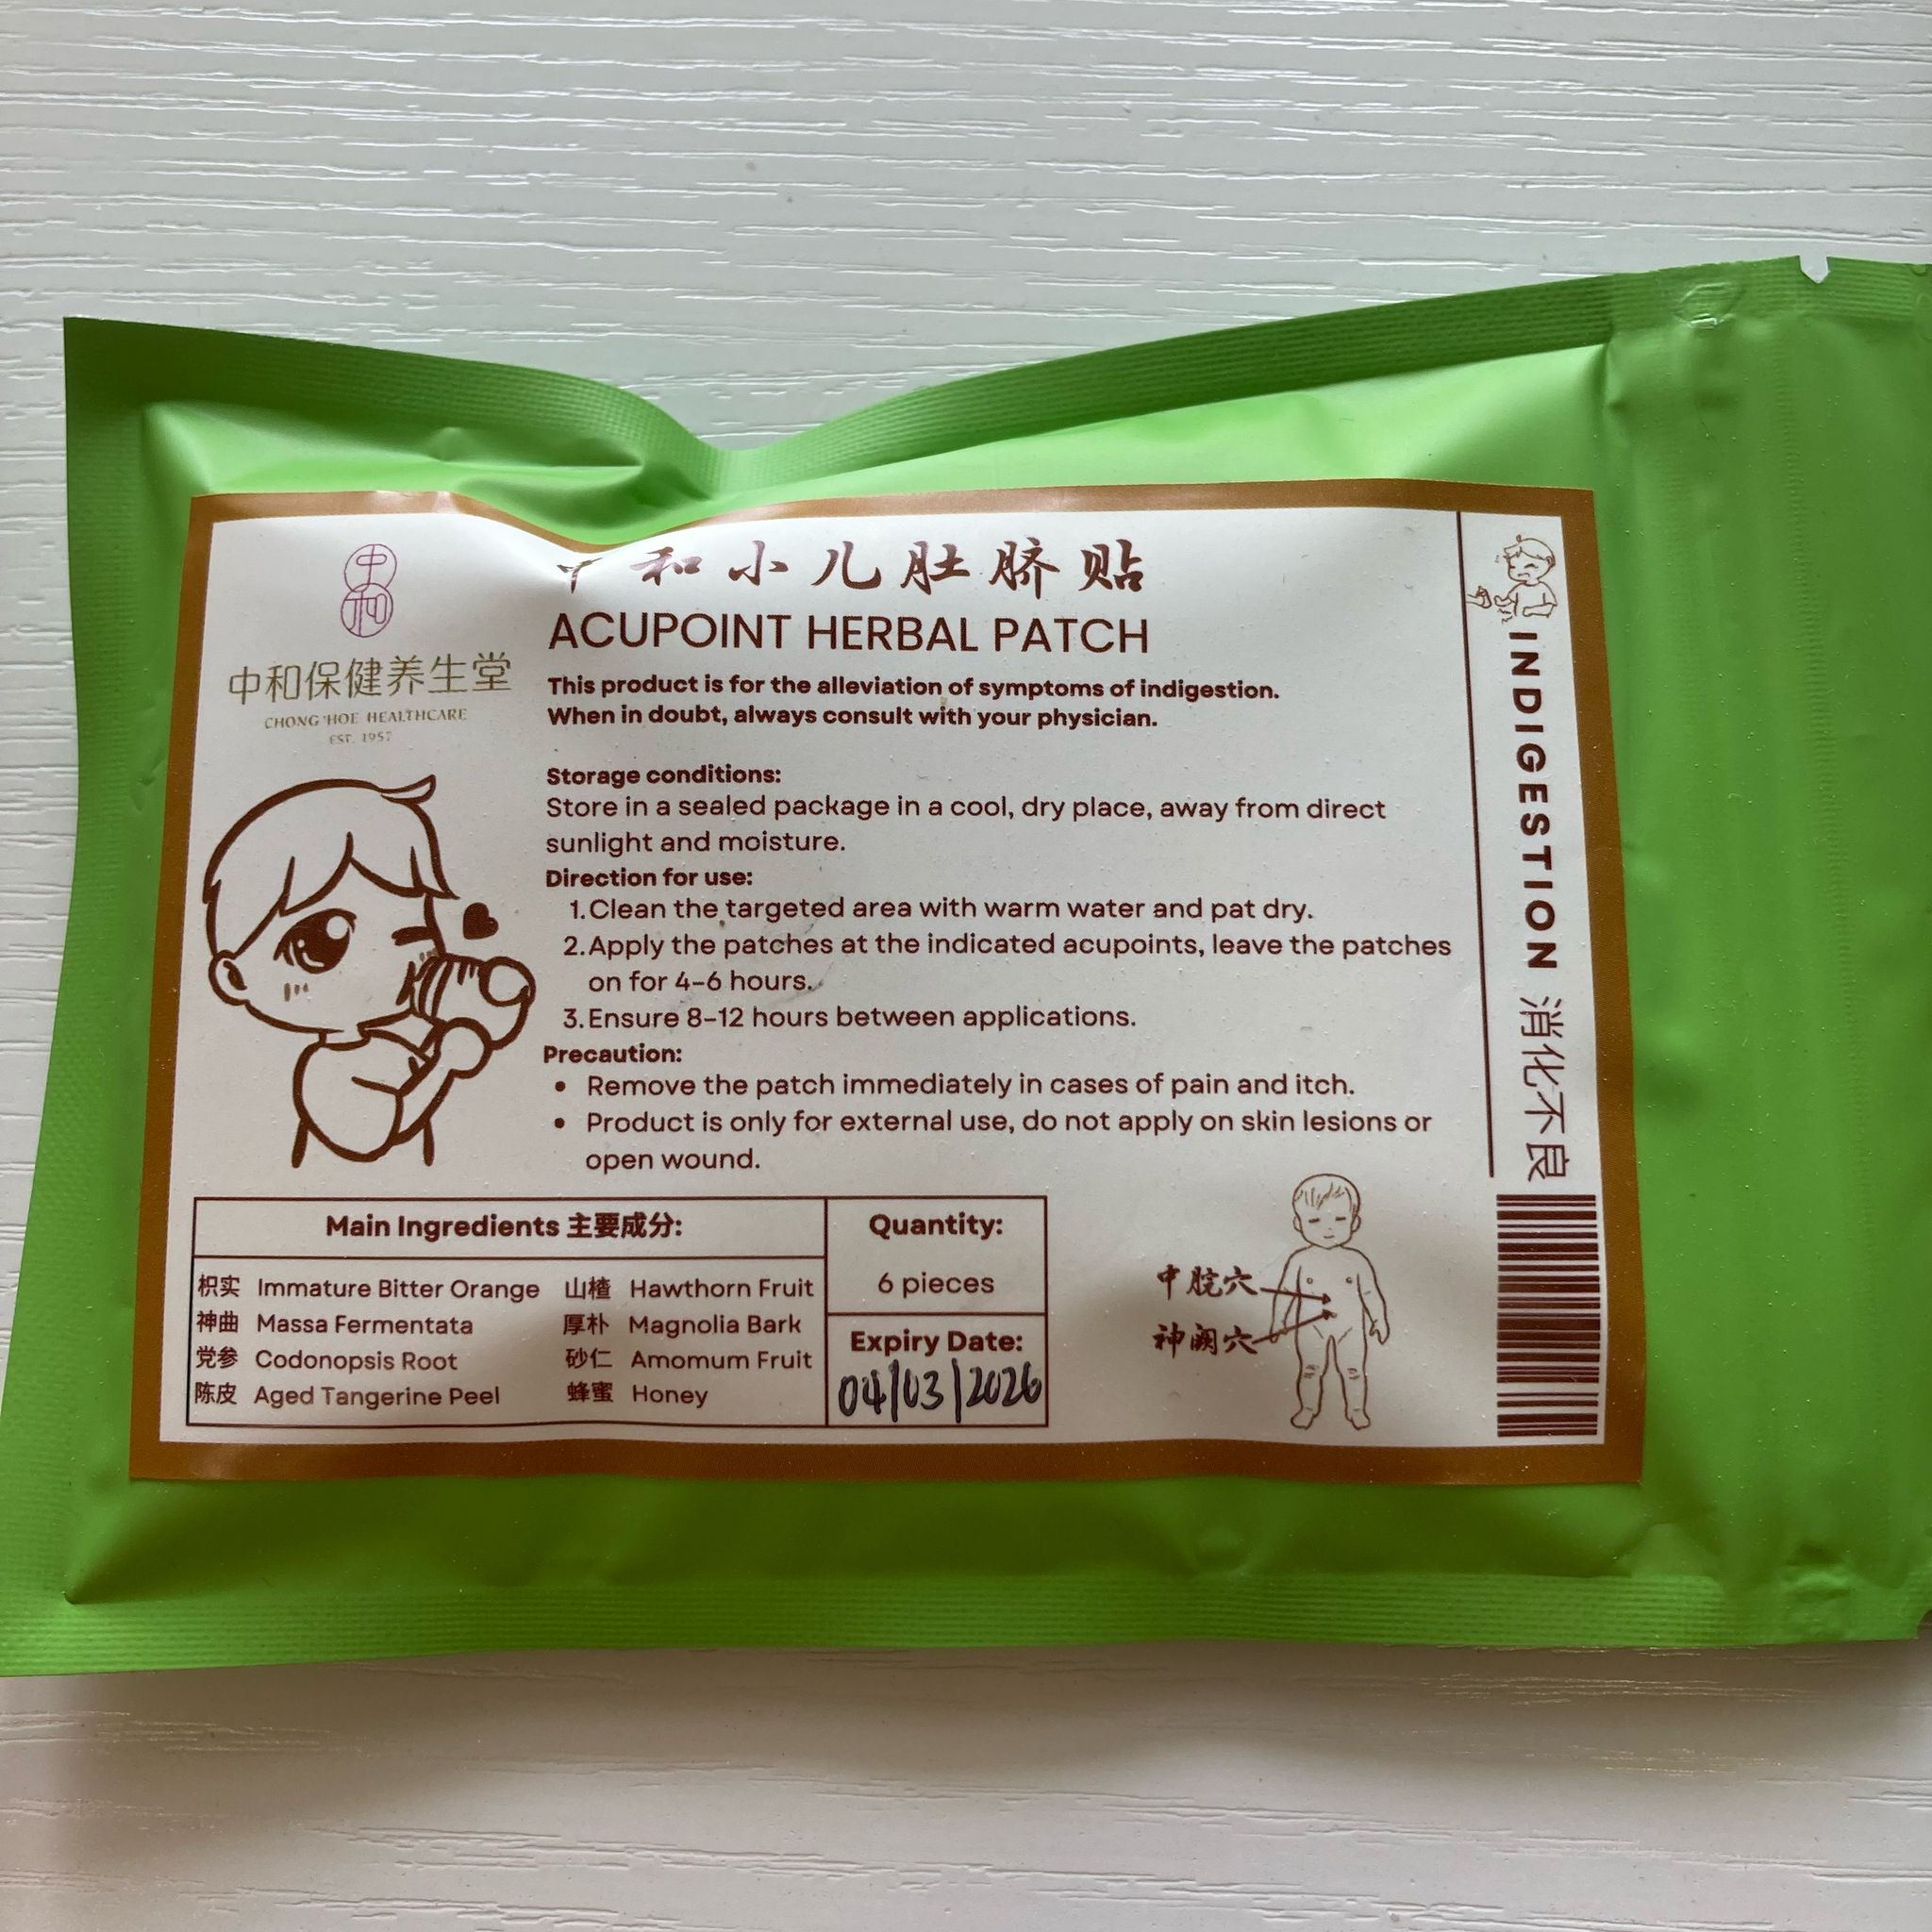 中和
中和保健养生堂
CHONG HOE HEALTHCARE
EST. 1957
中和小儿肚脐贴
ACUPOINT HERBAL PATCH
This product is for the alleviation of symptoms of indigestion.
When in doubt, always consult with your physician.
Storage conditions:
Store in a sealed package in a cool, dry place, away from direct
sunlight and moisture.
Direction for use:
1. Clean the targeted area with warm water and pat dry.
2. Apply the patches at the indicated acupoints, leave the patches
on for 4-6 hours.
3. Ensure 8-12 hours between applications.
Precaution:
• Remove the patch immediately in cases of pain and itch.
• Product is only for external use, do not apply on skin lesions or
open wound.
Main Ingredients 主要成分:
枳实 Immature Bitter Orange 山楂 Hawthorn Fruit
神曲 Massa Fermentata 厚朴 Magnolia Bark
党参 Codonopsis Root 砂仁 Amomum Fruit
陈皮 Aged Tangerine Peel 蜂蜜 Honey
Quantity:
6 pieces
Expiry Date:
04/03/2026
中脘穴
神阙穴
INDIGESTION 消化不良